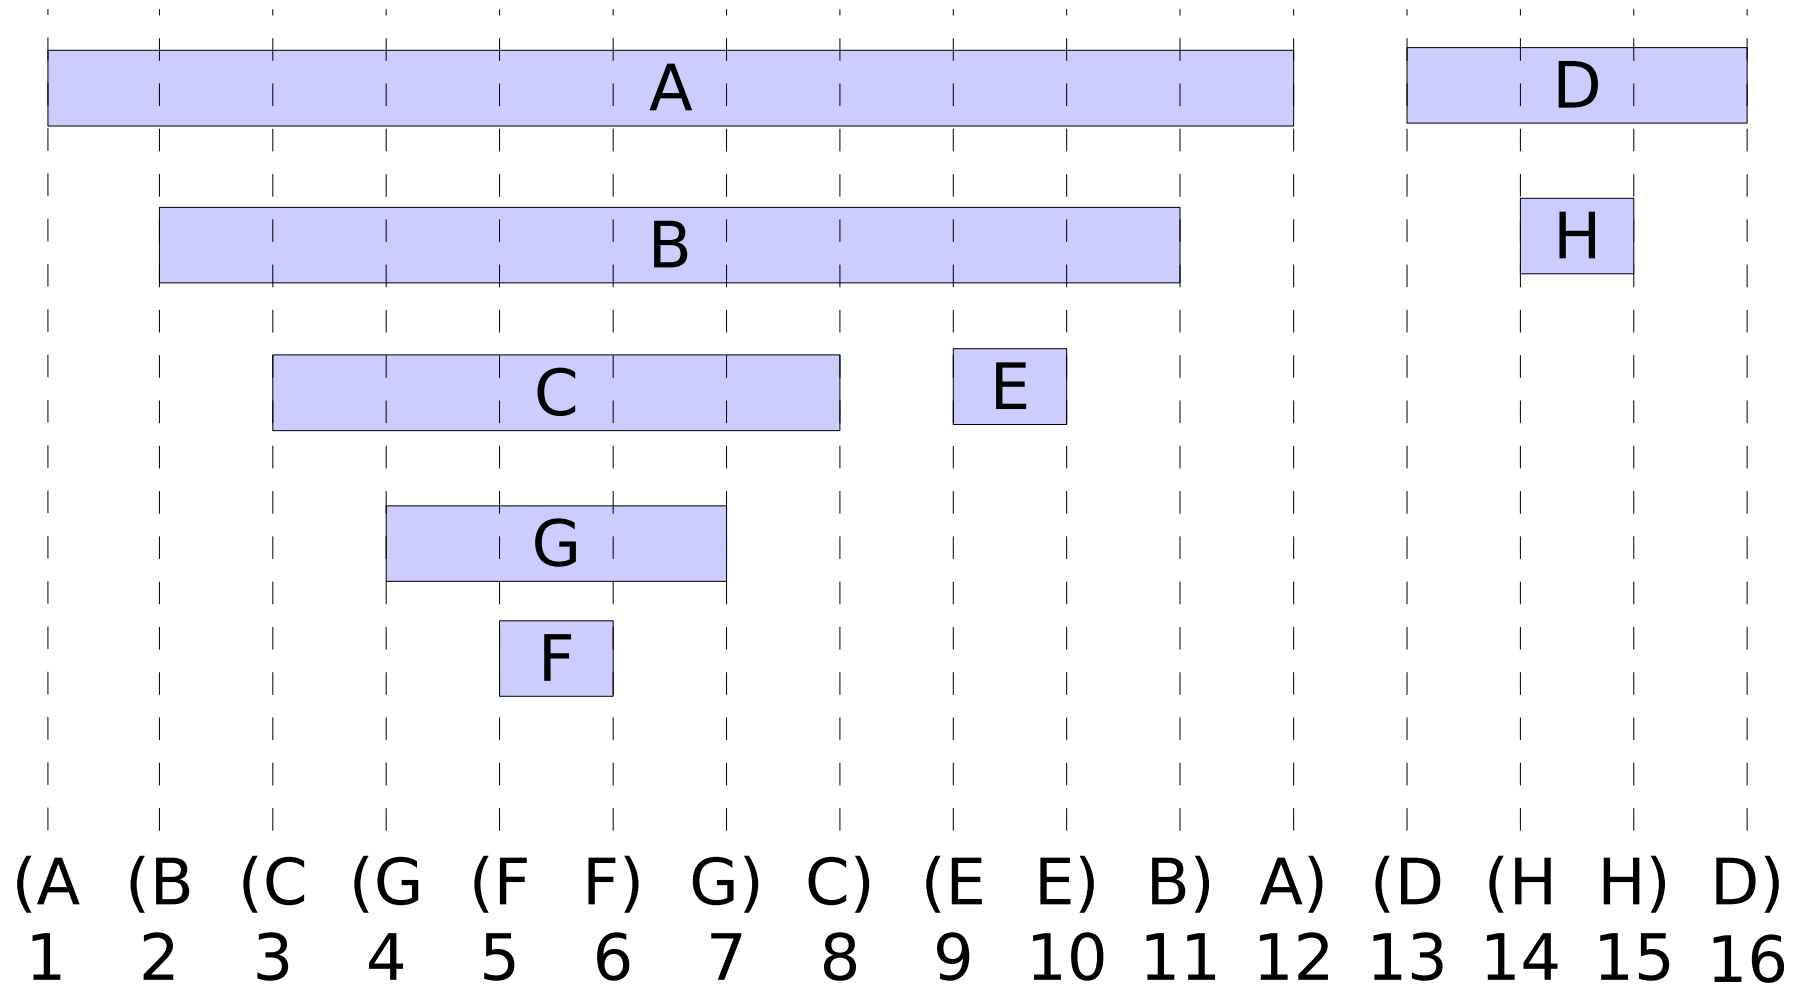 A D
B H
C E
G
F
(A (B (C (G (F F) G) C) (E E) B) A) (D (H H) D)
1 2 3 4 5 6 7 8 9 10 11 12 13 14 15 16